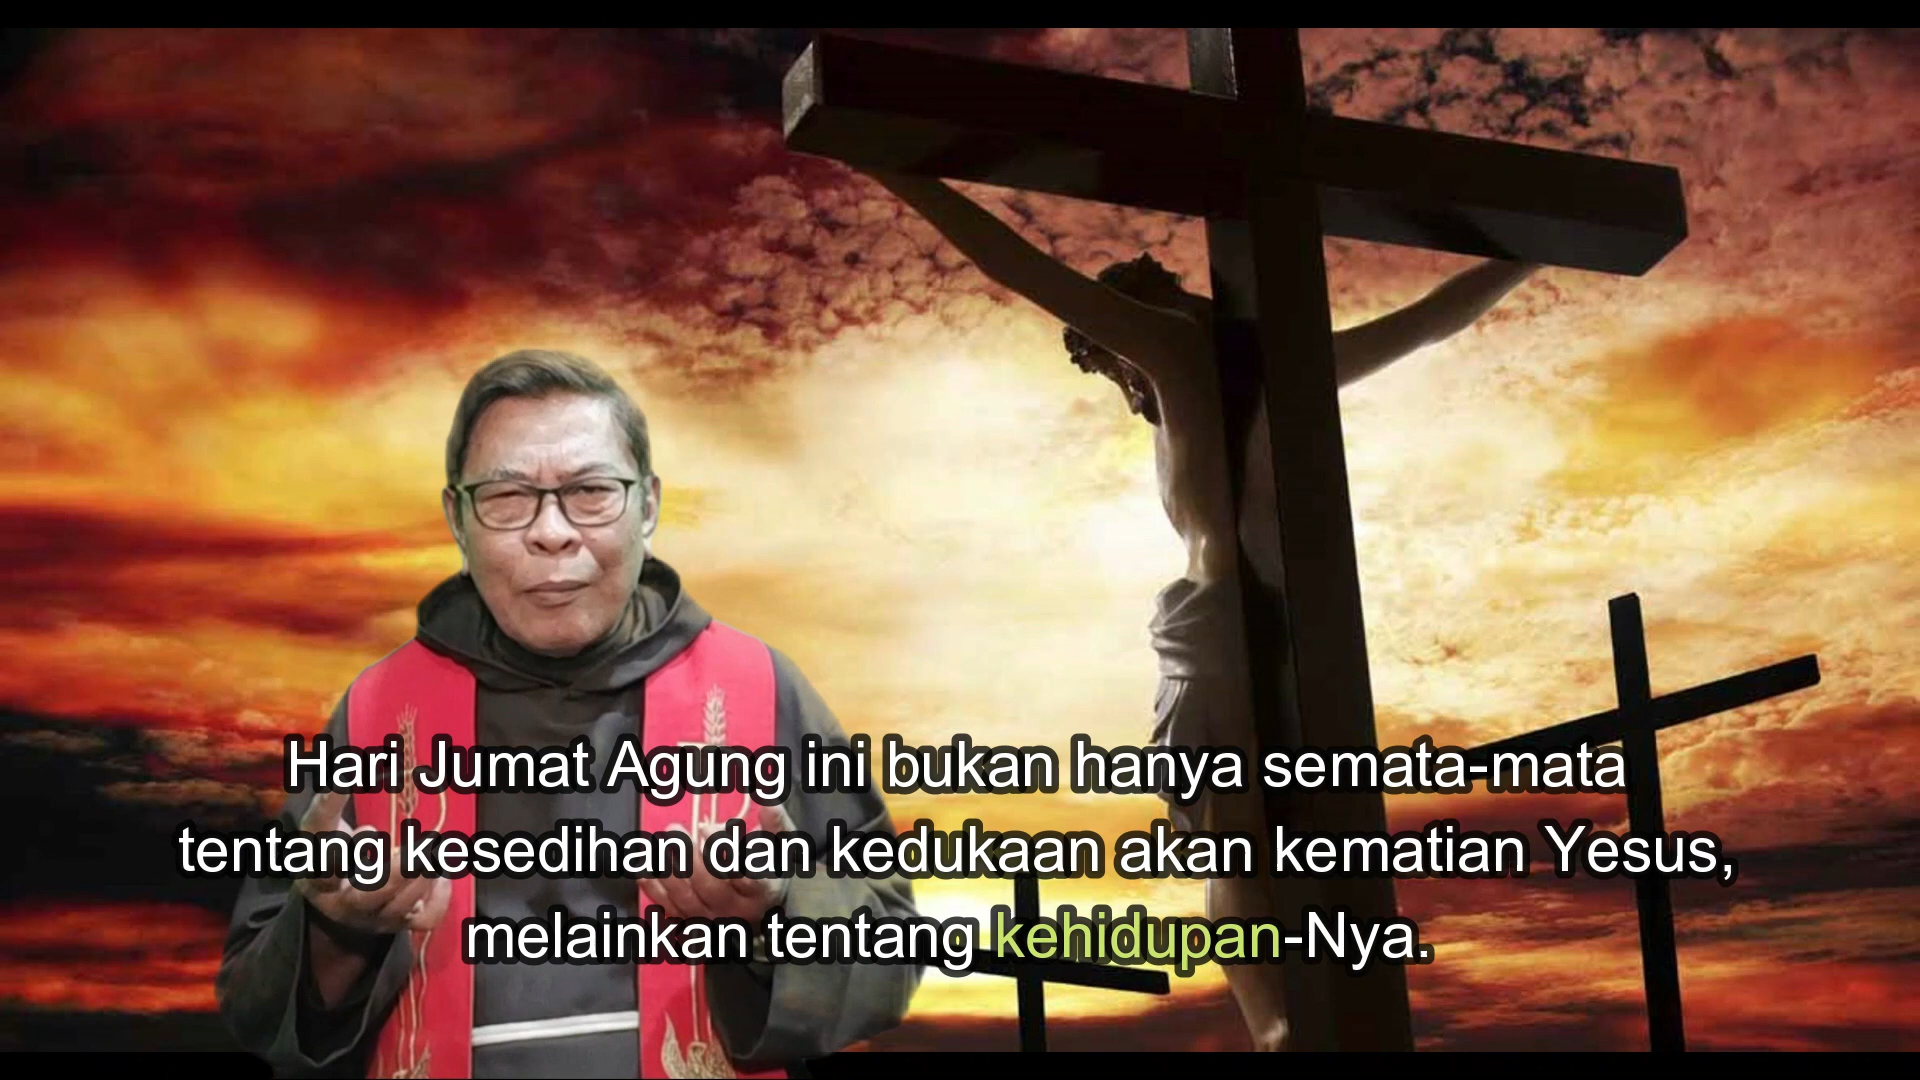 Hari Jumat Agung ini bukan hanya semata-mata
tentang kesedihan dan kedukaan akan kematian Yesus,
melainkan tentang kehidupan-Nya.